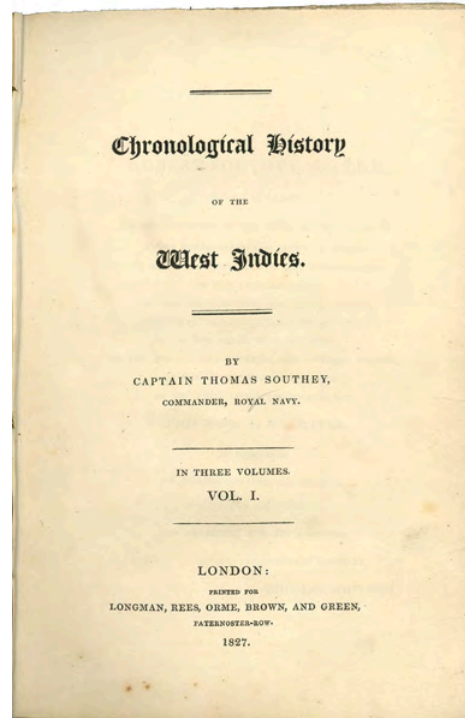 Chronological History
OF THE
West Indies.
BY
CAPTAIN THOMAS SOUTHEY,
COMMANDER, ROYAL NAVY.
IN THREE VOLUMES.
VOL. I.
LONDON:
PRINTED FOR
LONGMAN, REES, ORME, BROWN, AND GREEN,
PATERNOSTER-ROW.
1827.